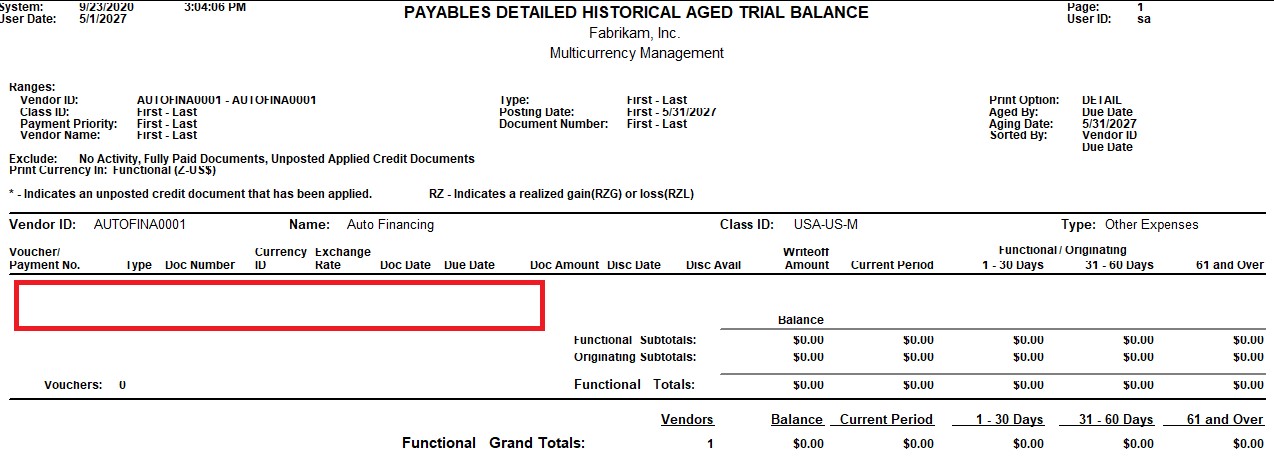 System: 9/23/2020 3:04:06 PM PAYABLES DETAILED HISTORICAL AGED TRIAL BALANCE Page: 1
User Date: 5/1/2027 Fabrikam, Inc. User ID: sa
Multicurrency Management
Ranges:
Vendor ID: AUTOFINA0001 - AUTOFINA0001 Type: First - Last Print Option: DETAIL
Class ID: First - Last Posting Date: First - 5/31/2027 Aged By: Due Date
Payment Priority: First - Last Document Number: First - Last Aging Date: 5/31/2027
Vendor Name: First - Last Sorted By: Vendor ID
Due Date
Exclude: No Activity, Fully Paid Documents, Unposted Applied Credit Documents
Print Currency In: Functional (Z-US$)
* - Indicates an unposted credit document that has been applied. RZ - Indicates a realized gain(RZG) or loss(RZL)
Vendor ID: AUTOFINA0001 Name: Auto Financing Class ID: USA-US-M Type: Other Expenses
Voucher/ Currency Exchange Writeoff Functional / Originating
Payment No. Type Doc Number ID Rate Doc Date Due Date Doc Amount Disc Date Disc Avail Amount Current Period 1 - 30 Days 31 - 60 Days 61 and Over
Balance
Functional Subtotals: $0.00 $0.00 $0.00 $0.00 $0.00
Originating Subtotals: $0.00 $0.00 $0.00 $0.00 $0.00
Vouchers: 0 Functional Totals: $0.00 $0.00 $0.00 $0.00 $0.00
Vendors Balance Current Period 1 - 30 Days 31 - 60 Days 61 and Over
Functional Grand Totals: 1 $0.00 $0.00 $0.00 $0.00 $0.00